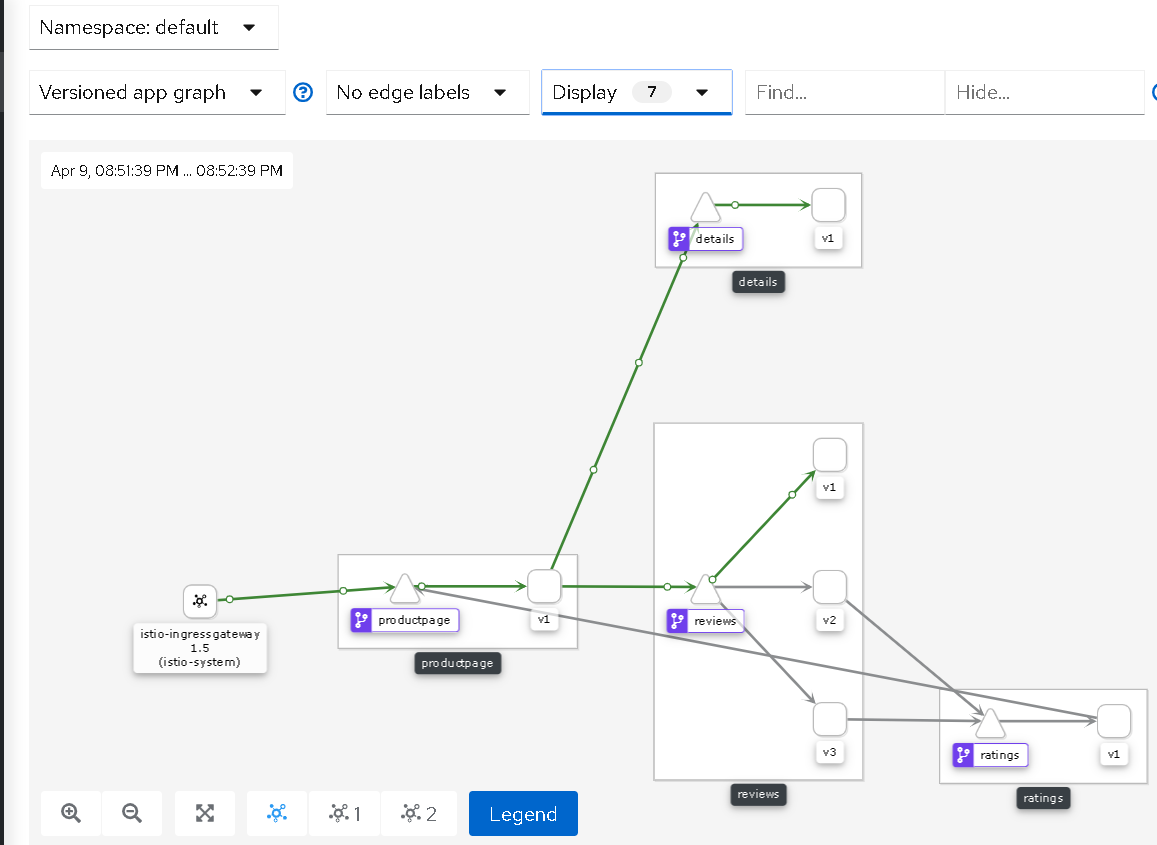 Namespace: default
Versioned app graph
No edge labels
Display 7
Find...
Hide...
Apr 9, 08:51:39 PM ... 08:52:39 PM
details
v1
details
v1
istio-ingressgateway
1.5
(istio-system)
productpage
v1
productpage
reviews
v2
v3
reviews
ratings
v1
ratings
1
2
Legend